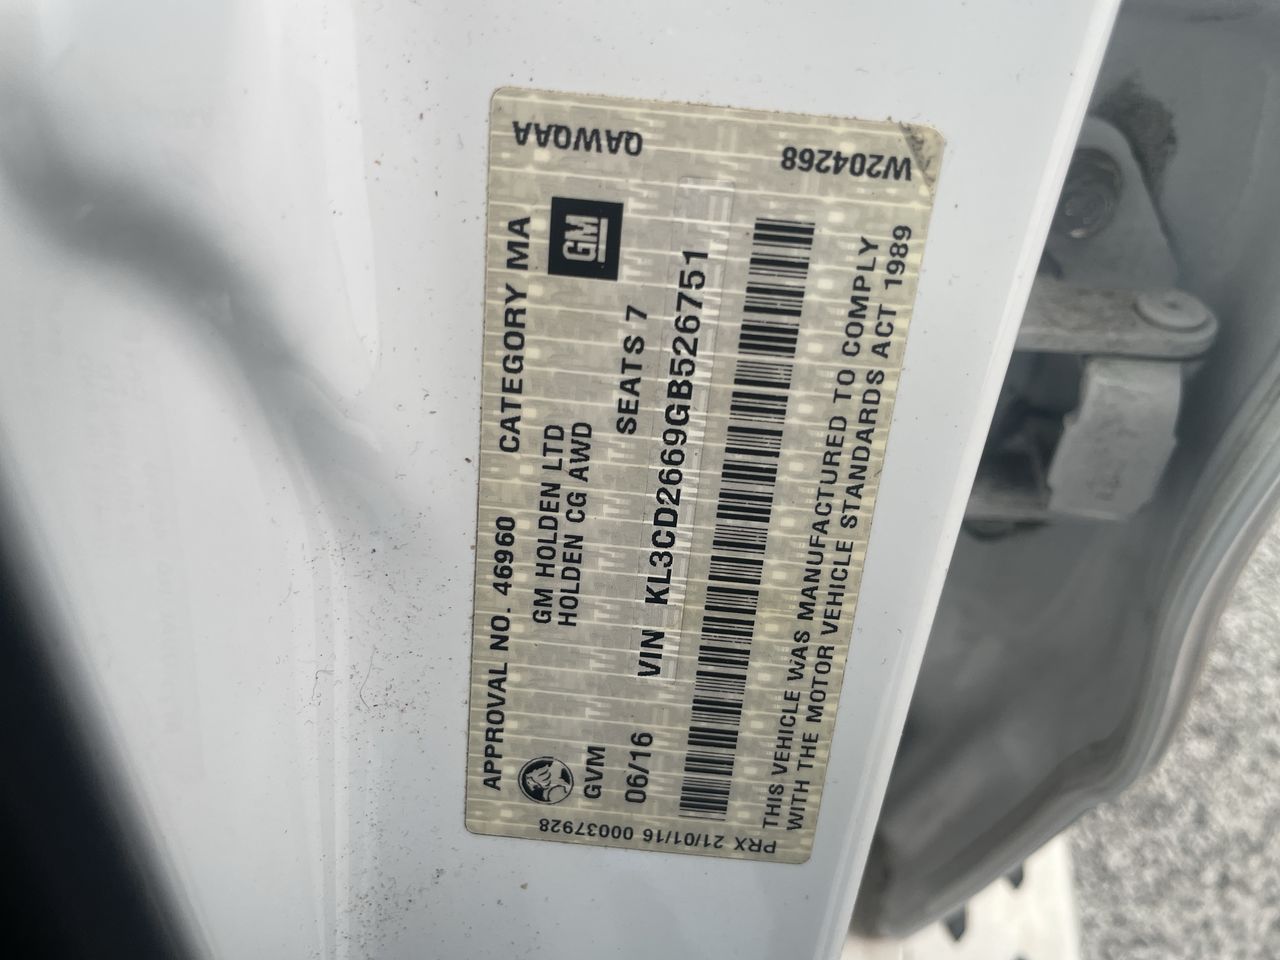 APPROVAL NO. 46960 CATEGORY MA
GM HOLDEN LTD
HOLDEN CG AWD
GM
GVM
SEATS 7
06/16
VIN KL3CD2669GB526751
THIS VEHICLE WAS MANUFACTURED TO COMPLY
WITH THE MOTOR VEHICLE STANDARDS ACT 1989
QAWQAA
W204268
PRX 21/01/16 00037928